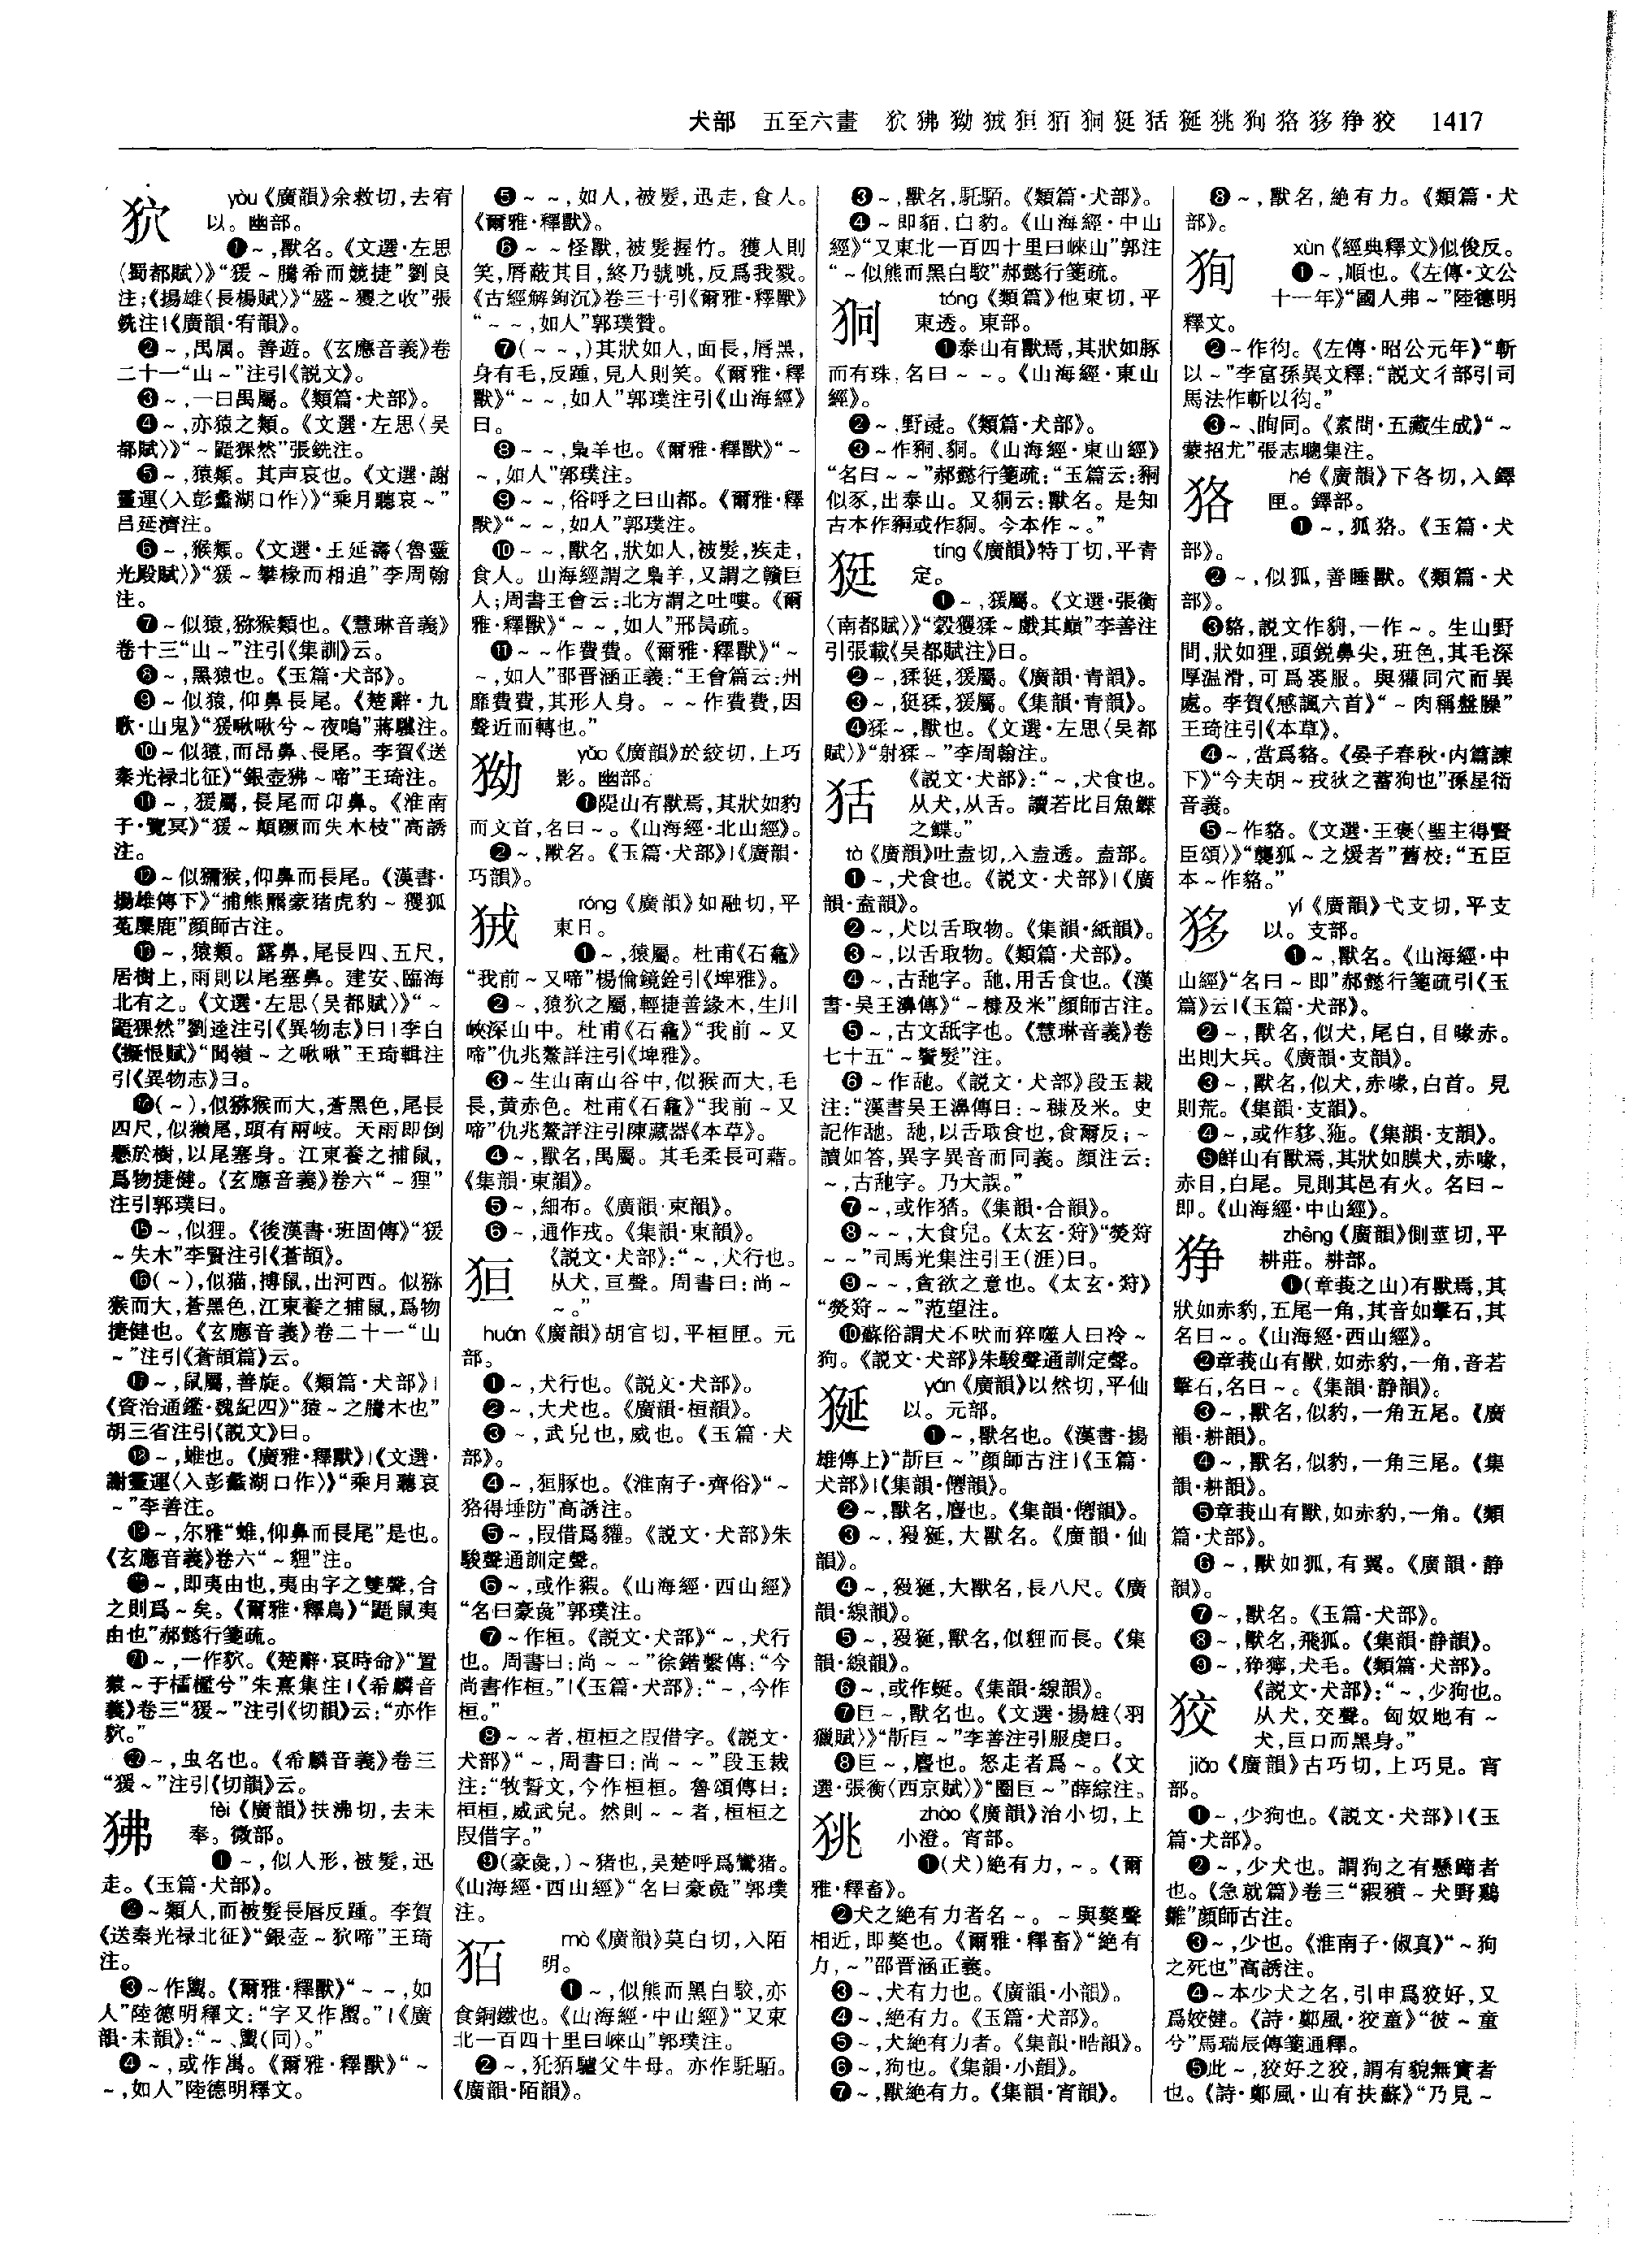 犬部　五至六畫　狖狒狕狨狟狛狪狿狧狿狣狗狢狏猙狡　1417
狖
yòu《廣韻》余救切，去宥
以。幽部。
❶～，獸名。《文選·左思
〈蜀都賦〉》“猨～騰希而競捷”劉良
注；《揚雄〈長楊賦〉》“盛～玃之收”張
銑注|《廣韻·宥韻》。
❷～，禺属。善遊。《玄應音義》卷
二十一“山～”注引《説文》。
❸～，一曰禺屬。《類篇·犬部》。
❹～，亦猿之類。《文選·左思〈吴
都賦〉》“～鼯猓然”張銑注。
❺～，猿類。其声哀也。《文選·謝
靈運〈入彭蠡湖口作〉》“乘月聽哀～”
吕延濟注。
❻～，猴類。《文選·王延壽〈魯靈
光殿賦〉》“猨～攀椽而相追”李周翰
注。
❼～似猿，猕猴類也。《慧琳音義》
卷十三“山～”注引《集訓》云。
❽～，黑猿也。《玉篇·犬部》。
❾～似猿，仰鼻長尾。《楚辭·九
歌·山鬼》“猨啾啾兮～夜鳴”蔣驥注。
❿～似猿，而昂鼻、長尾。李賀《送
秦光禄北征》“銀壺狒～啼”王琦注。
⓫～，猨屬，長尾而卬鼻。《淮南
子·覽冥》“猨～顛蹶而失木枝”高誘
注。
⓬～似獼猴，仰鼻而長尾。《漢書·
揚雄傳下》“捕熊羆豪猪虎豹～玃狐
菟麋鹿”顔師古注。
⓭～，猿類。露鼻，尾長四、五尺，
居樹上，雨則以尾塞鼻。建安、臨海
北有之。《文選·左思〈吴都賦〉》“～
鼯猓然”劉逵注引《異物志》曰|李白
《擬恨賦》“聞嶺～之啾啾”王琦輯注
引《異物志》曰。
⓮（～），似猕猴而大，蒼黑色，尾長
四尺，似獺尾，頭有兩岐。天雨即倒
懸於樹，以尾塞身。江東養之捕鼠，
爲物捷健。《玄應音義》卷六“～狸”
注引郭璞曰。
⓯～，似狸。《後漢書·班固傳》“猨
～失木”李賢注引《蒼頡》。
⓰（～），似猫，搏鼠，出河西。似猕
猴而大，蒼黑色，江東養之捕鼠，爲物
捷健也。《玄應音義》卷二十一“山
～”注引《蒼頡篇》云。
⓱～，鼠屬，善旋。《類篇·犬部》|
《資治通鑑·魏紀四》“猿～之騰木也”
胡三省注引《説文》曰。
⓲～，蜼也。《廣雅·釋獸》|《文選·
謝靈運〈入彭蠡湖口作〉》“乘月聽哀
～”李善注。
⓳～，尔雅“蜼，仰鼻而長尾”是也。
《玄應音義》卷六“～貍”注。
⓴～，即夷由也，夷由字之雙聲，合
之則爲～矣。《爾雅·釋鳥》“鼯鼠夷
由也”郝懿行箋疏。
㉑～，一作貁。《楚辭·哀時命》“置
猨～于櫺檻兮”朱熹集注|《希麟音
義》卷三“猨～”注引《切韻》云：“亦作
貁。”
㉒～，虫名也。《希麟音義》卷三
“猨～”注引《切韻》云。
狒
fèi《廣韻》扶沸切，去未
奉。微部。
❶～，似人形，被髮，迅
走。《玉篇·犬部》。
❷～類人，而被髮長唇反踵。李賀
《送秦光禄北征》“銀壺～狖啼”王琦
注。
❸～作𥝋。《爾雅·釋獸》“～～，如
人”陸德明釋文：“字又作𥝋。”|《廣
韻·未韻》：“～、𥝋（同）。”
❹～，或作萬。《爾雅·釋獸》“～
～，如人”陸德明釋文。
❺～～，如人，被髮，迅走，食人。
《爾雅·釋獸》。
❻～～怪獸，被髮握竹。獲人則
笑，脣蔽其目，終乃號咷，反爲我戮。
《古經解鉤沉》卷三十引《爾雅·釋獸》
“～～，如人”郭璞贊。
❼（～～，）其狀如人，面長，脣黑，
身有毛，反踵，見人則笑。《爾雅·釋
獸》“～～，如人”郭璞注引《山海經》
曰。
❽～～，梟羊也。《爾雅·釋獸》“～
～，如人”郭璞注。
❾～～，俗呼之曰山都。《爾雅·釋
獸》“～～，如人”郭璞注。
❿～～，獸名，狀如人，被髮，疾走，
食人。山海經謂之梟羊，又謂之贛巨
人；周書王會云：北方謂之吐嘍。《爾
雅·釋獸》“～～，如人”邢昺疏。
⓫～～作費費。《爾雅·釋獸》“～
～，如人”邵晋涵正義：“王會篇云：州
靡費費，其形人身。～～作費費，因
聲近而轉也。”
狕
yǎo《廣韻》於絞切，上巧
影。幽部。
❶隄山有獸焉，其狀如豹
而文首，名曰～。《山海經·北山經》。
❷～，獸名。《玉篇·犬部》|《廣韻·
巧韻》。
狨
róng《廣韻》如融切，平
東日。
❶～，猿屬。杜甫《石龕》
“我前～又啼”楊倫鏡銓引《埤雅》。
❷～，猿狖之屬，輕捷善緣木，生川
峽深山中。杜甫《石龕》“我前～又
啼”仇兆鰲詳注引《埤雅》。
❸～生山南山谷中，似猴而大，毛
長，黄赤色。杜甫《石龕》“我前～又
啼”仇兆鰲詳注引陳藏器《本草》。
❹～，獸名，禺屬。其毛柔長可藉。
《集韻·東韻》。
❺～，細布。《廣韻·東韻》。
❻～，通作戎。《集韻·東韻》。
狟
《説文·犬部》：“～，犬行也。
从犬，亘聲。周書曰：尚～
～。”
huán《廣韻》胡官切，平桓匣。元
部。
❶～，犬行也。《説文·犬部》。
❷～，大犬也。《廣韻·桓韻》。
❸～，武皃也，威也。《玉篇·犬
部》。
❹～，狟豚也。《淮南子·齊俗》“～
狢得埵防”高誘注。
❺～，叚借爲貛。《説文·犬部》朱
駿聲通訓定聲。
❻～，或作貆。《山海經·西山經》
“名曰豪彘”郭璞注。
❼～作桓。《説文·犬部》“～，犬行
也。周書曰：尚～～”徐鍇繫傳：“今
尚書作桓。”|《玉篇·犬部》：“～，今作
桓。”
❽～～者，桓桓之叚借字。《説文·
犬部》“～，周書曰：尚～～”段玉裁
注：“牧誓文，今作桓桓。魯頌傳曰：
桓桓，威武皃。然則～～者，桓桓之
叚借字。”
❾（豪彘，）～猪也，吴楚呼爲鸞猪。
《山海經·西山經》“名曰豪彘”郭璞
注。
狛
mò《廣韻》莫白切，入陌
明。
❶～，似熊而黑白駮，亦
食銅鐵也。《山海經·中山經》“又東
北一百四十里曰崍山”郭璞注。
❷～，犵狛驢父牛母。亦作馲駋。
《廣韻·陌韻》。
❸～，獸名，馲駋。《類篇·犬部》。
❹～即貊，白豹。《山海經·中山
經》“又東北一百四十里曰崍山”郭注
“～似熊而黑白駮”郝懿行箋疏。
狪
tóng《類篇》他東切，平
東透。東部。
❶泰山有獸焉，其狀如豚
而有珠，名曰～～。《山海經·東山
經》。
❷～，野彘。《類篇·犬部》。
❸～作㺈、狪。《山海經·東山經》
“名曰～～”郝懿行箋疏：“玉篇云：㺈
似豕，出泰山。又狪云：獸名。是知
古本作㺈或作狪。今本作～。”
㹶
tíng《廣韻》特丁切，平青
定。
❶～，猨屬。《文選·張衡
〈南都賦〉》“縠玃猱～戲其巔”李善注
引張載《吴都賦注》曰。
❷～，猱㹶，猨屬。《廣韻·青韻》。
❸～，㹶猱，猨屬。《集韻·青韻》。
❹猱～，獸也。《文選·左思〈吴都
賦〉》“射猱～”李周翰注。
狧
《説文·犬部》：“～，犬食也。
从犬，从舌。讀若比目魚鰈
之鰈。”
tà《廣韻》吐盍切，入盍透。盍部。
❶～，犬食也。《説文·犬部》|《廣
韻·盍韻》。
❷～，犬以舌取物。《集韻·紙韻》。
❸～，以舌取物。《類篇·犬部》。
❹～，古䑛字。䑛，用舌食也。《漢
書·吴王濞傳》“～糠及米”顔師古注。
❺～，古文舐字也。《慧琳音義》卷
七十五“～鬢髮”注。
❻～作䑛。《説文·犬部》段玉裁
注：“漢書吴王濞傳曰：～穅及米。史
記作䑛。䑛，以舌取食也，食爾反；～
讀如答，異字異音而同義。顔注云：
～，古䑛字。乃大誤。”
❼～，或作猹。《集韻·合韻》。
❽～～，大食皃。《太玄·狩》“熒狩
～～”司馬光集注引王（涯）曰。
❾～～，貪欲之意也。《太玄·狩》
“熒狩～～”范望注。
❿蘇俗謂犬不吠而猝噬人曰冷～
狗。《説文·犬部》朱駿聲通訓定聲。
狿
yán《廣韻》以然切，平仙
以。元部。
❶～，獸名也。《漢書·揚
雄傳上》“斮巨～”顔師古注|《玉篇·
犬部》|《集韻·僊韻》。
❷～，獸名，麈也。《集韻·僊韻》。
❸～，獌狿，大獸名。《廣韻·仙
韻》。
❹～，獌狿，大獸名，長八尺。《廣
韻·線韻》。
❺～，獌狿，獸名，似貍而長。《集
韻·線韻》。
❻～，或作蜒。《集韻·線韻》。
❼巨～，獸名也。《文選·揚雄〈羽
獵賦〉》“斮巨～”李善注引服虔曰。
❽巨～，麈也。怒走者爲～。《文
選·張衡〈西京賦〉》“圈巨～”薛綜注。
狣
zhào《廣韻》治小切，上
小澄。宵部。
❶（犬）絶有力，～。《爾
雅·釋畜》。
❷犬之絶有力者名～。～與獒聲
相近，即獒也。《爾雅·釋畜》“絶有
力，～”邵晋涵正義。
❸～，犬有力也。《廣韻·小韻》。
❹～，絶有力。《玉篇·犬部》。
❺～，犬絶有力者。《集韻·晧韻》。
❻～，狗也。《集韻·小韻》。
❼～，獸絶有力。《集韻·宵韻》。
❽～，獸名，絶有力。《類篇·犬
部》。
狥
xùn《經典釋文》似俊反。
❶～，順也。《左傳·文公
十一年》“國人弗～”陸德明
釋文。
❷～作徇。《左傳·昭公元年》“斬
以～”李富孫異文釋：“説文彳部引司
馬法作斬以㣬。”
❸～、眴同。《素問·五藏生成》“～
蒙招尤”張志聰集注。
狢
hé《廣韻》下各切，入鐸
匣。鐸部。
❶～，狐狢。《玉篇·犬
部》。
❷～，似狐，善睡獸。《類篇·犬
部》。
❸貉，説文作貈，一作～。生山野
間，狀如狸，頭鋭鼻尖，班色，其毛深
厚温滑，可爲裘服。與獾同穴而異
處。李賀《感諷六首》“～肉稱盤臊”
王琦注引《本草》。
❹～，當爲貉。《晏子春秋·内篇諫
下》“今夫胡～戎狄之蓄狗也”孫星衍
音義。
❺～作貉。《文選·王褒〈聖主得賢
臣頌〉》“襲狐～之煖者”舊校：“五臣
本～作貉。”
狏
yí《廣韻》弋支切，平支
以。支部。
❶～，獸名。《山海經·中
山經》“名曰～即”郝懿行箋疏引《玉
篇》云|《玉篇·犬部》。
❷～，獸名，似犬，尾白，目喙赤。
出則大兵。《廣韻·支韻》。
❸～，獸名，似犬，赤喙，白首。見
則荒。《集韻·支韻》。
❹～，或作𧳅、狏。《集韻·支韻》。
❺鮮山有獸焉，其狀如膜犬，赤喙，
赤目，白尾。見則其邑有火。名曰～
即。《山海經·中山經》。
猙
zhēng《廣韻》側莖切，平
耕莊。耕部。
❶（章莪之山）有獸焉，其
狀如赤豹，五尾一角，其音如擊石，其
名曰～。《山海經·西山經》。
❷章莪山有獸，如赤豹，一角，音若
擊石，名曰～。《集韻·静韻》。
❸～，獸名，似豹，一角五尾。《廣
韻·耕韻》。
❹～，獸名，似豹，一角三尾。《集
韻·耕韻》。
❺章莪山有獸，如赤豹，一角。《類
篇·犬部》。
❻～，獸如狐，有翼。《廣韻·静
韻》。
❼～，獸名。《玉篇·犬部》。
❽～，獸名，飛狐。《集韻·静韻》。
❾～，猙獰，犬毛。《類篇·犬部》。
狡
《説文·犬部》：“～，少狗也。
从犬，交聲。匈奴地有～
犬，巨口而黑身。”
jiǎo《廣韻》古巧切，上巧見。宵
部。
❶～，少狗也。《説文·犬部》|《玉
篇·犬部》。
❷～，少犬也。謂狗之有懸蹏者
也。《急就篇》卷三“豭豶～犬野鷄
雛”顔師古注。
❸～，少也。《淮南子·俶真》“～狗
之死也”高誘注。
❹～本少犬之名，引申爲狡好，又
爲姣健。《詩·鄭風·狡童》“彼～童
兮”馬瑞辰傳箋通釋。
❺此～，狡好之狡，謂有貌無實者
也。《詩·鄭風·山有扶蘇》“乃見～